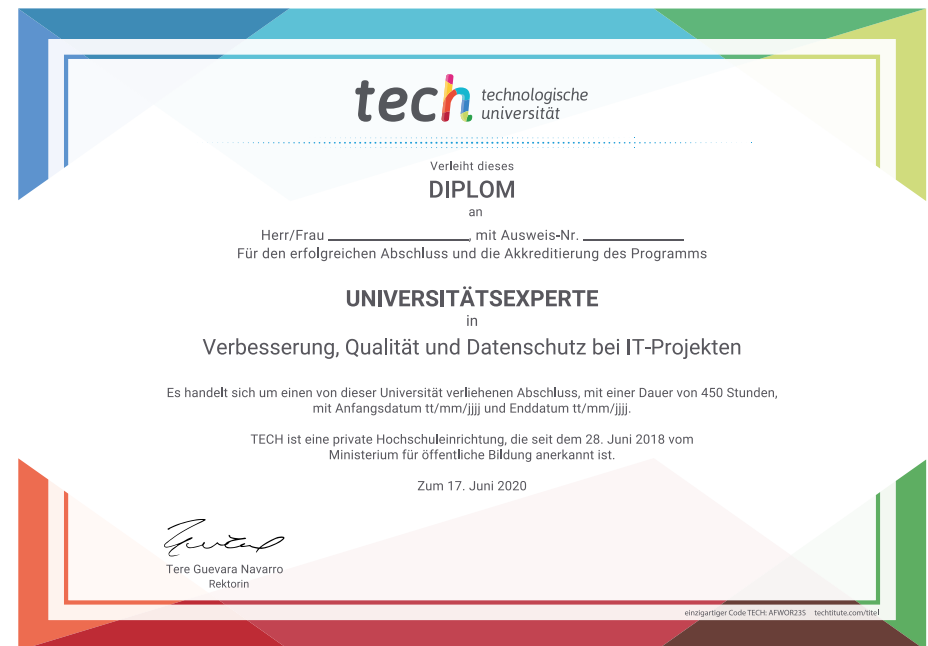 tech technologische
universität
Verleiht dieses
DIPLOM
an
Herr/Frau ____________________, mit Ausweis-Nr. ______________
Für den erfolgreichen Abschluss und die Akkreditierung des Programms
UNIVERSITÄTSEXPERTE
in
Verbesserung, Qualität und Datenschutz bei IT-Projekten
Es handelt sich um einen von dieser Universität verliehenen Abschluss, mit einer Dauer von 450 Stunden,
mit Anfangsdatum tt/mm/jjjj und Enddatum tt/mm/jjjj.
TECH ist eine private Hochschuleinrichtung, die seit dem 28. Juni 2018 vom
Ministerium für öffentliche Bildung anerkannt ist.
Zum 17. Juni 2020
Tere Guevara Navarro
Rektorin
einzigartiger Code TECH: AFWOR23S techtitute.com/titel